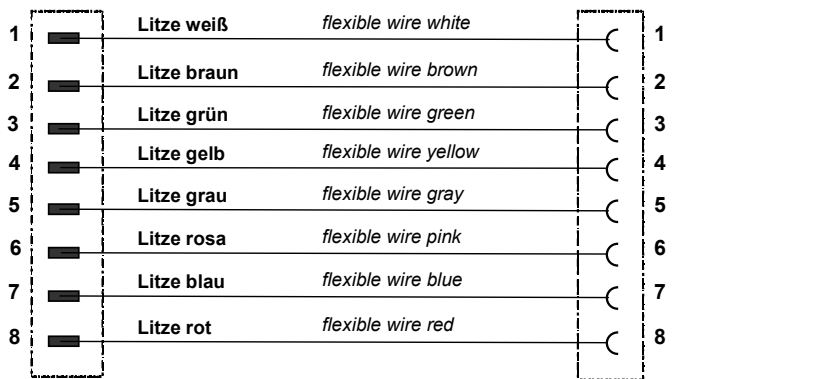 1 Litze weiß flexible wire white 1
2 Litze braun flexible wire brown 2
3 Litze grün flexible wire green 3
4 Litze gelb flexible wire yellow 4
5 Litze grau flexible wire gray 5
6 Litze rosa flexible wire pink 6
7 Litze blau flexible wire blue 7
8 Litze rot flexible wire red 8